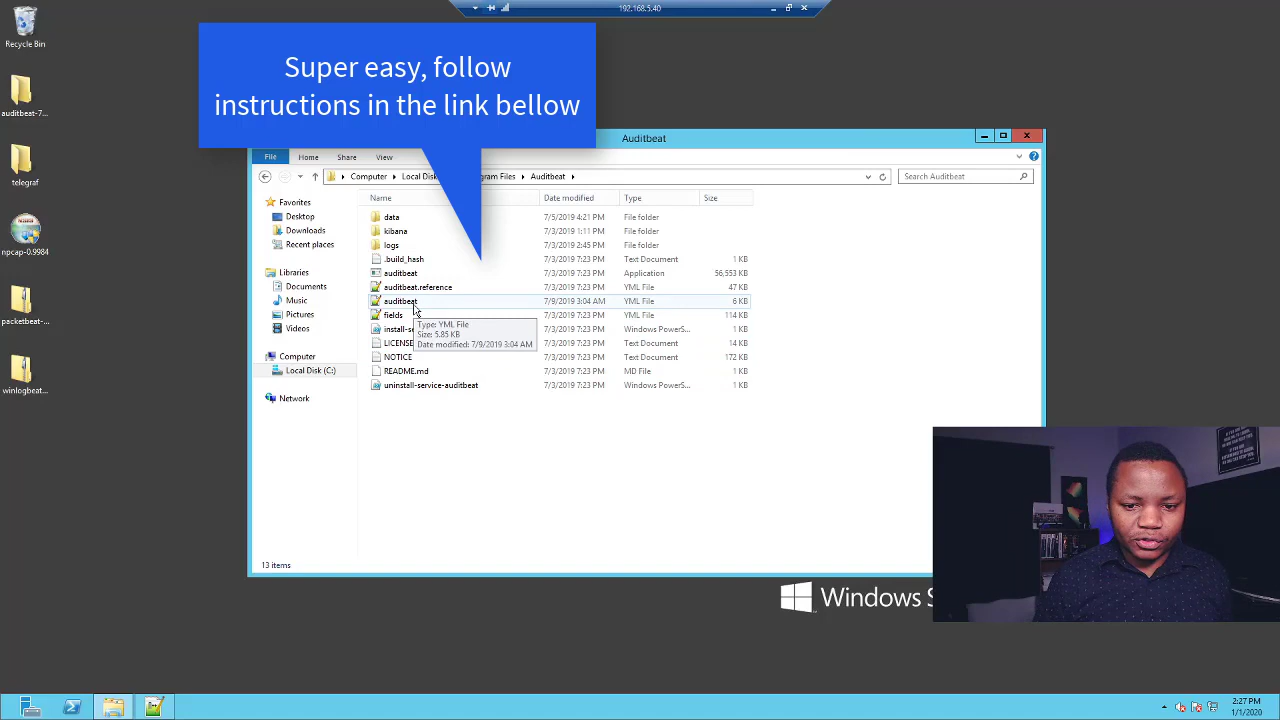 192.168.5.40
Recycle Bin
Super easy, follow
instructions in the link bellow
auditbeat-7...
telegraf
npcap-0.9984
packetbeat-...
winlogbeat...
Auditbeat
File Home Share View
Computer Local Disk Program Files Auditbeat
Search Auditbeat
Name Date modified Type Size
Favorites
Desktop
Downloads
Recent places
Libraries
Documents
Music
Pictures
Videos
Computer
Local Disk (C:)
Network
data 7/5/2019 4:21 PM File folder
kibana 7/3/2019 1:11 PM File folder
logs 7/3/2019 2:45 PM File folder
.build_hash 7/3/2019 7:23 PM Text Document 1 KB
auditbeat 7/3/2019 7:23 PM Application 56,553 KB
auditbeat.reference 7/3/2019 7:23 PM YML File 47 KB
auditbeat 7/9/2019 3:04 AM YML File 6 KB
fields 7/3/2019 7:23 PM YML File 114 KB
install-se 7/3/2019 7:23 PM Windows PowerS... 1 KB
LICENSE 7/3/2019 7:23 PM Text Document 14 KB
NOTICE 7/3/2019 7:23 PM Text Document 172 KB
README.md 7/3/2019 7:23 PM MD File 1 KB
uninstall-service-auditbeat 7/3/2019 7:23 PM Windows PowerS... 1 KB
Type: YML File
Size: 5.85 KB
Date modified: 7/9/2019 3:04 AM
13 items
Windows S
2:27 PM
1/1/2020